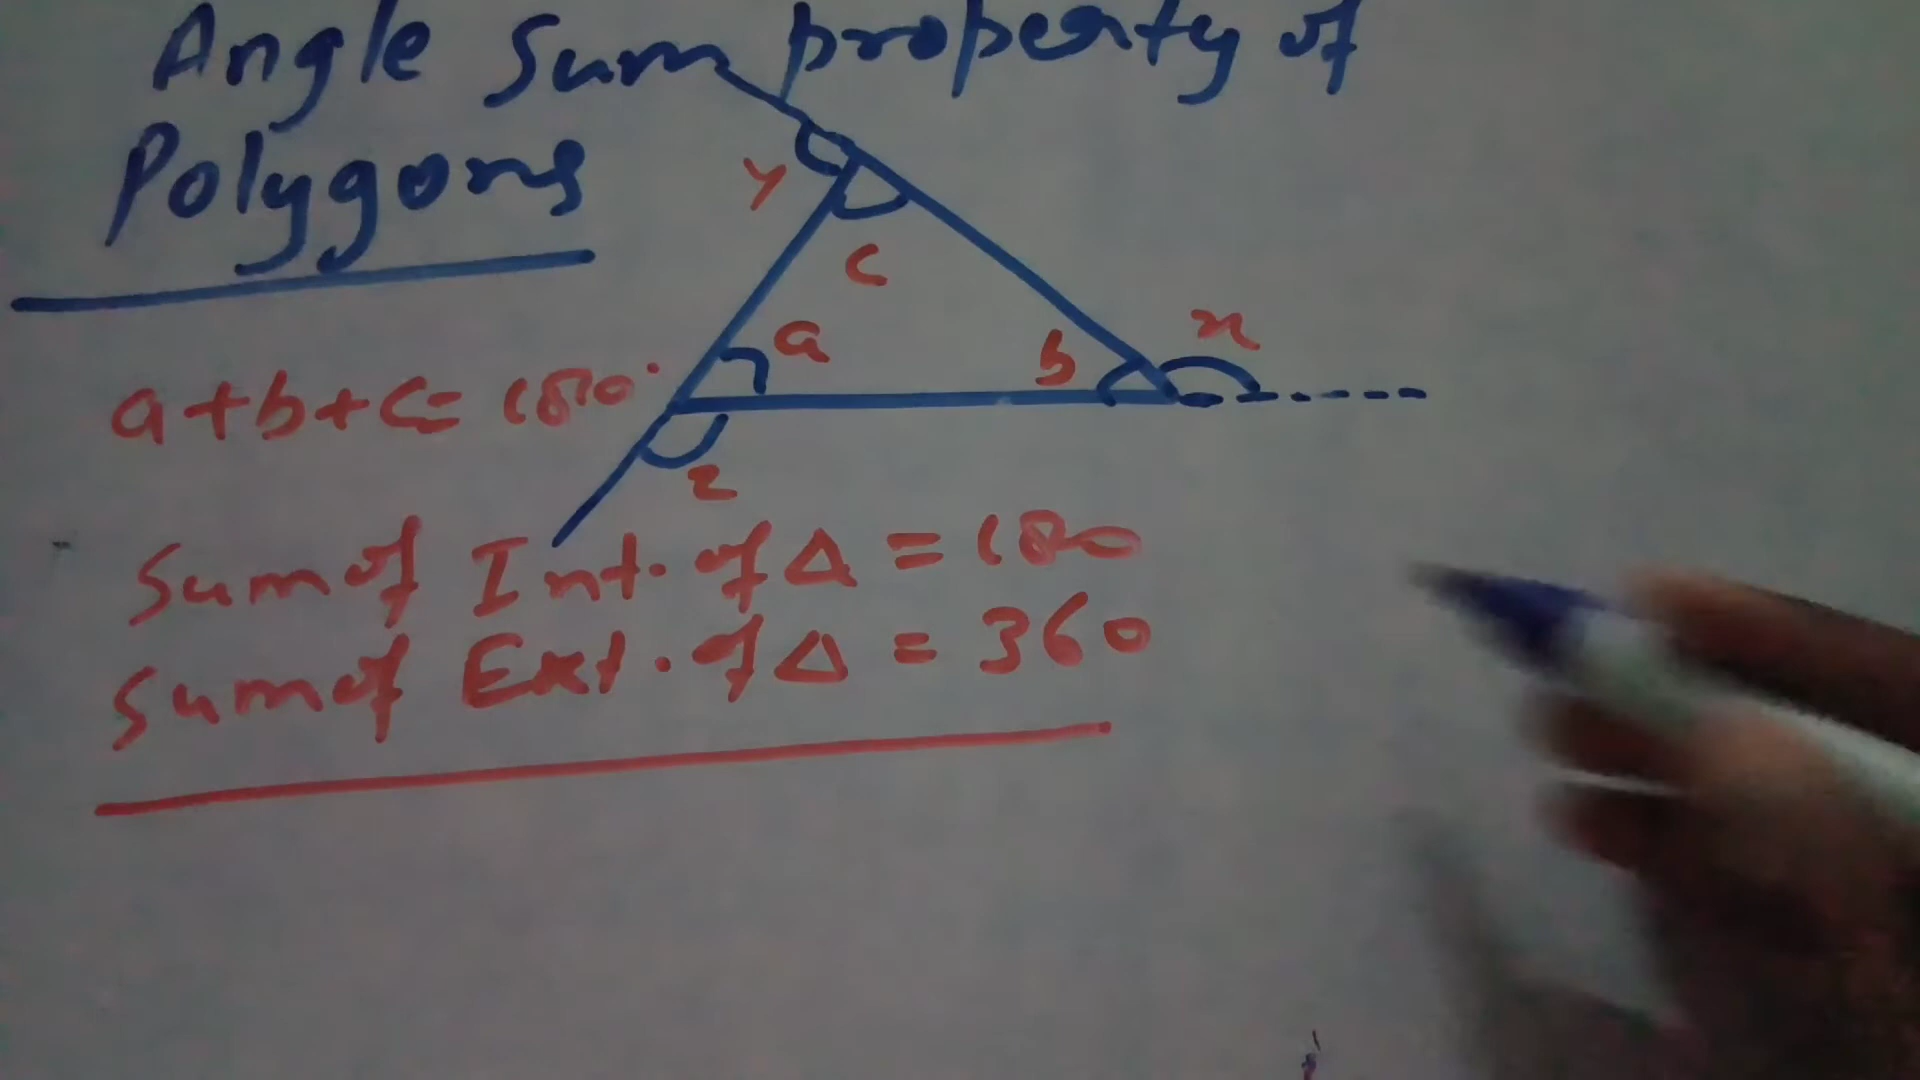 Angle Sum property of
Polygons
y
c
a
b
x
a+b+c= 180°
z
Sum of Int. of Δ = 180
Sum of Ext. of Δ = 360